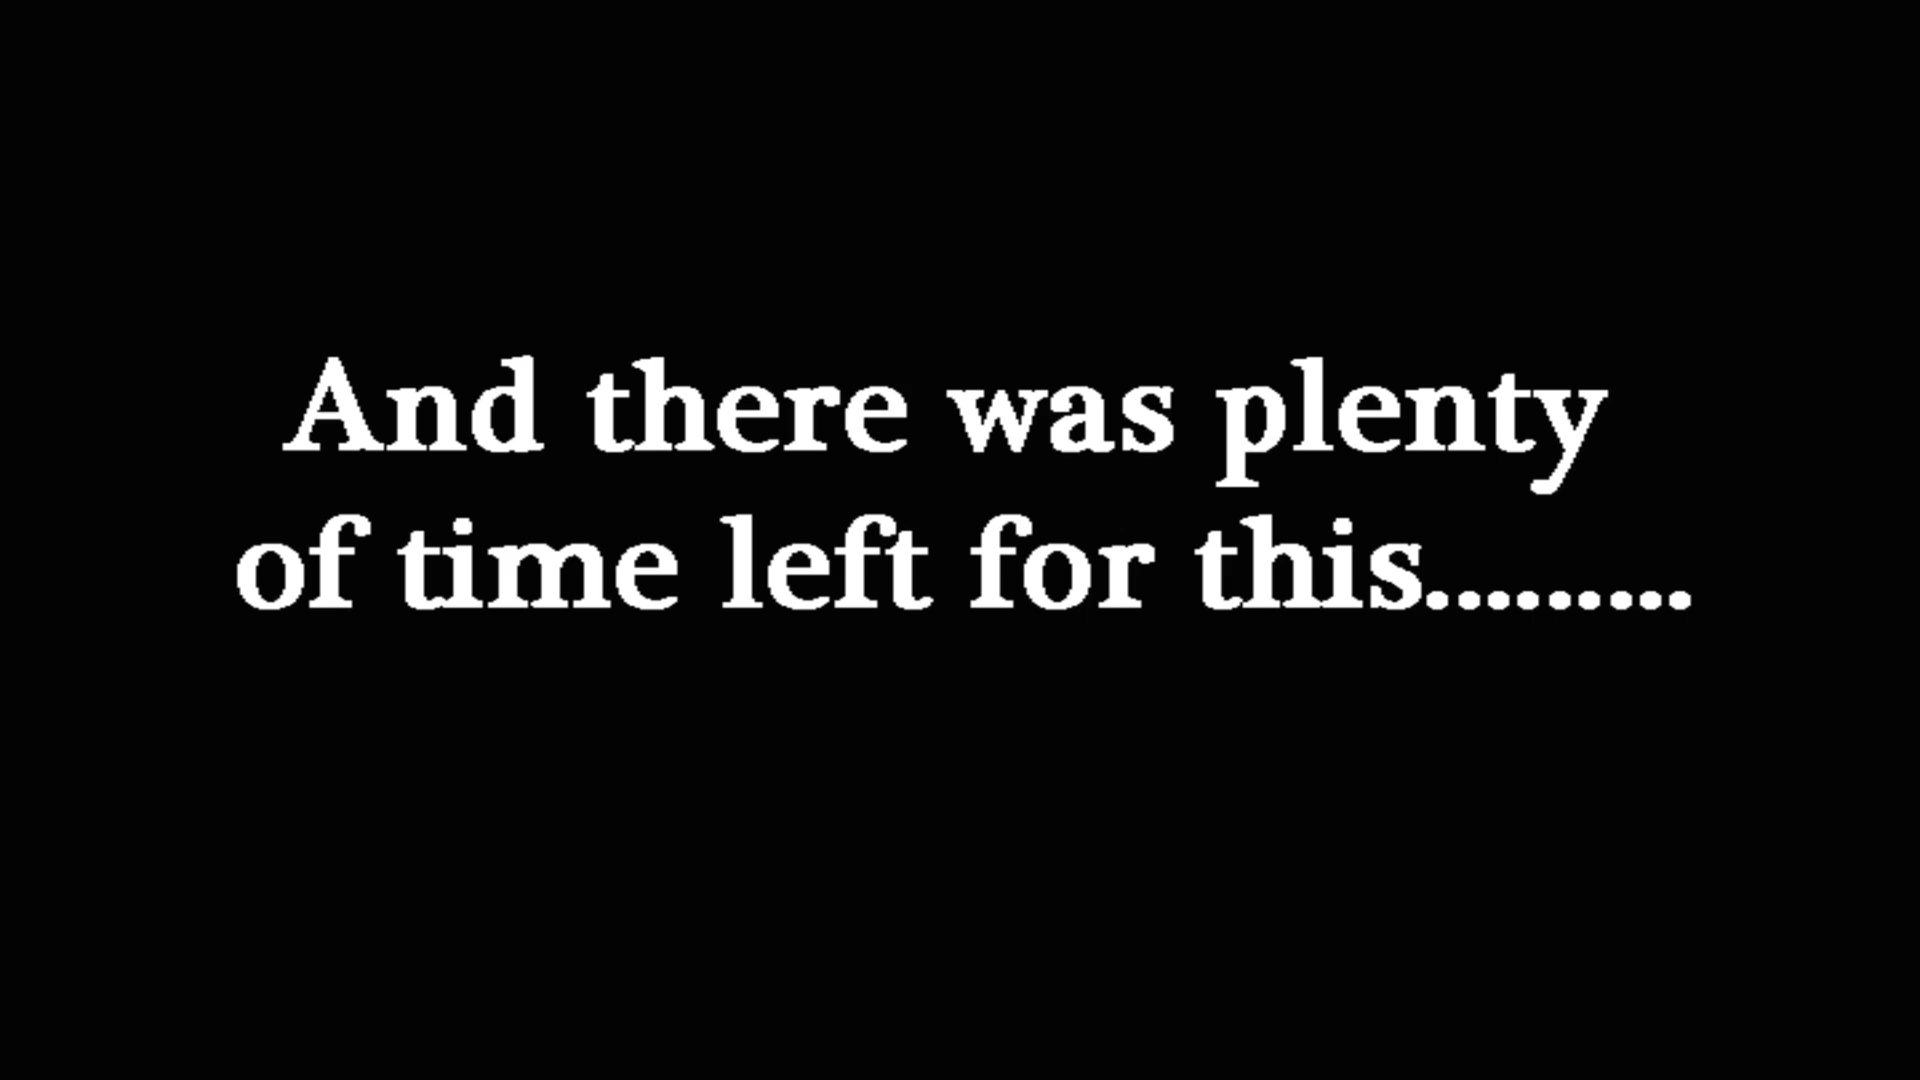 And there was plenty
of time left for this.........